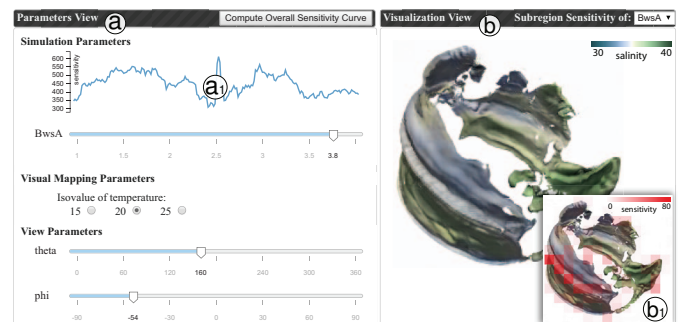 Parameters View a Compute Overall Sensitivity Curve
Simulation Parameters
600
550
500
450
400
350
300
sensitivity
a1
BwsA
1 1.5 2 2.5 3 3.5 3.8
Visual Mapping Parameters
Isovalue of temperature:
15 20 25
View Parameters
theta
0 60 120 160 240 300 360
phi
-90 -54 -30 0 30 60 90
Visualization View b Subregion Sensitivity of: BwsA
30 salinity 40
0 sensitivity 80
b1